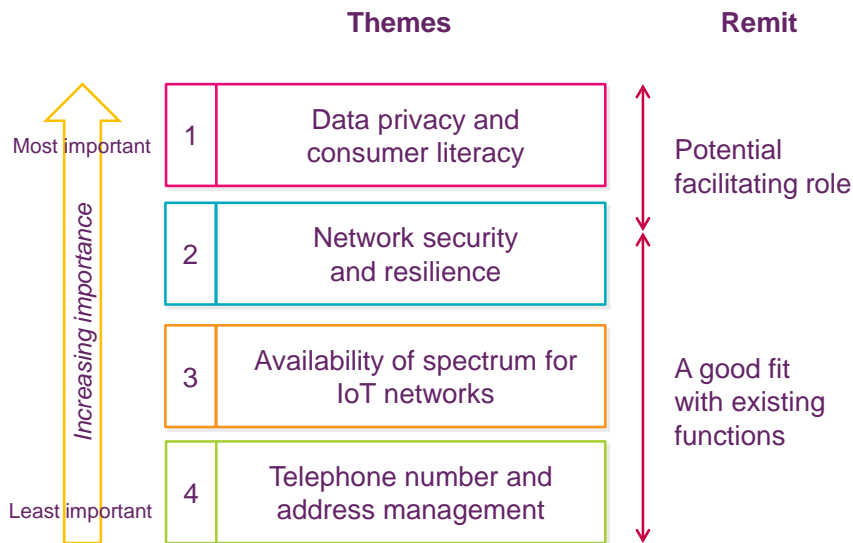 Themes
Remit
Most important
Increasing importance
Least important
1
Data privacy and
consumer literacy
2
Network security
and resilience
3
Availability of spectrum for
IoT networks
4
Telephone number and
address management
Potential
facilitating role
A good fit
with existing
functions